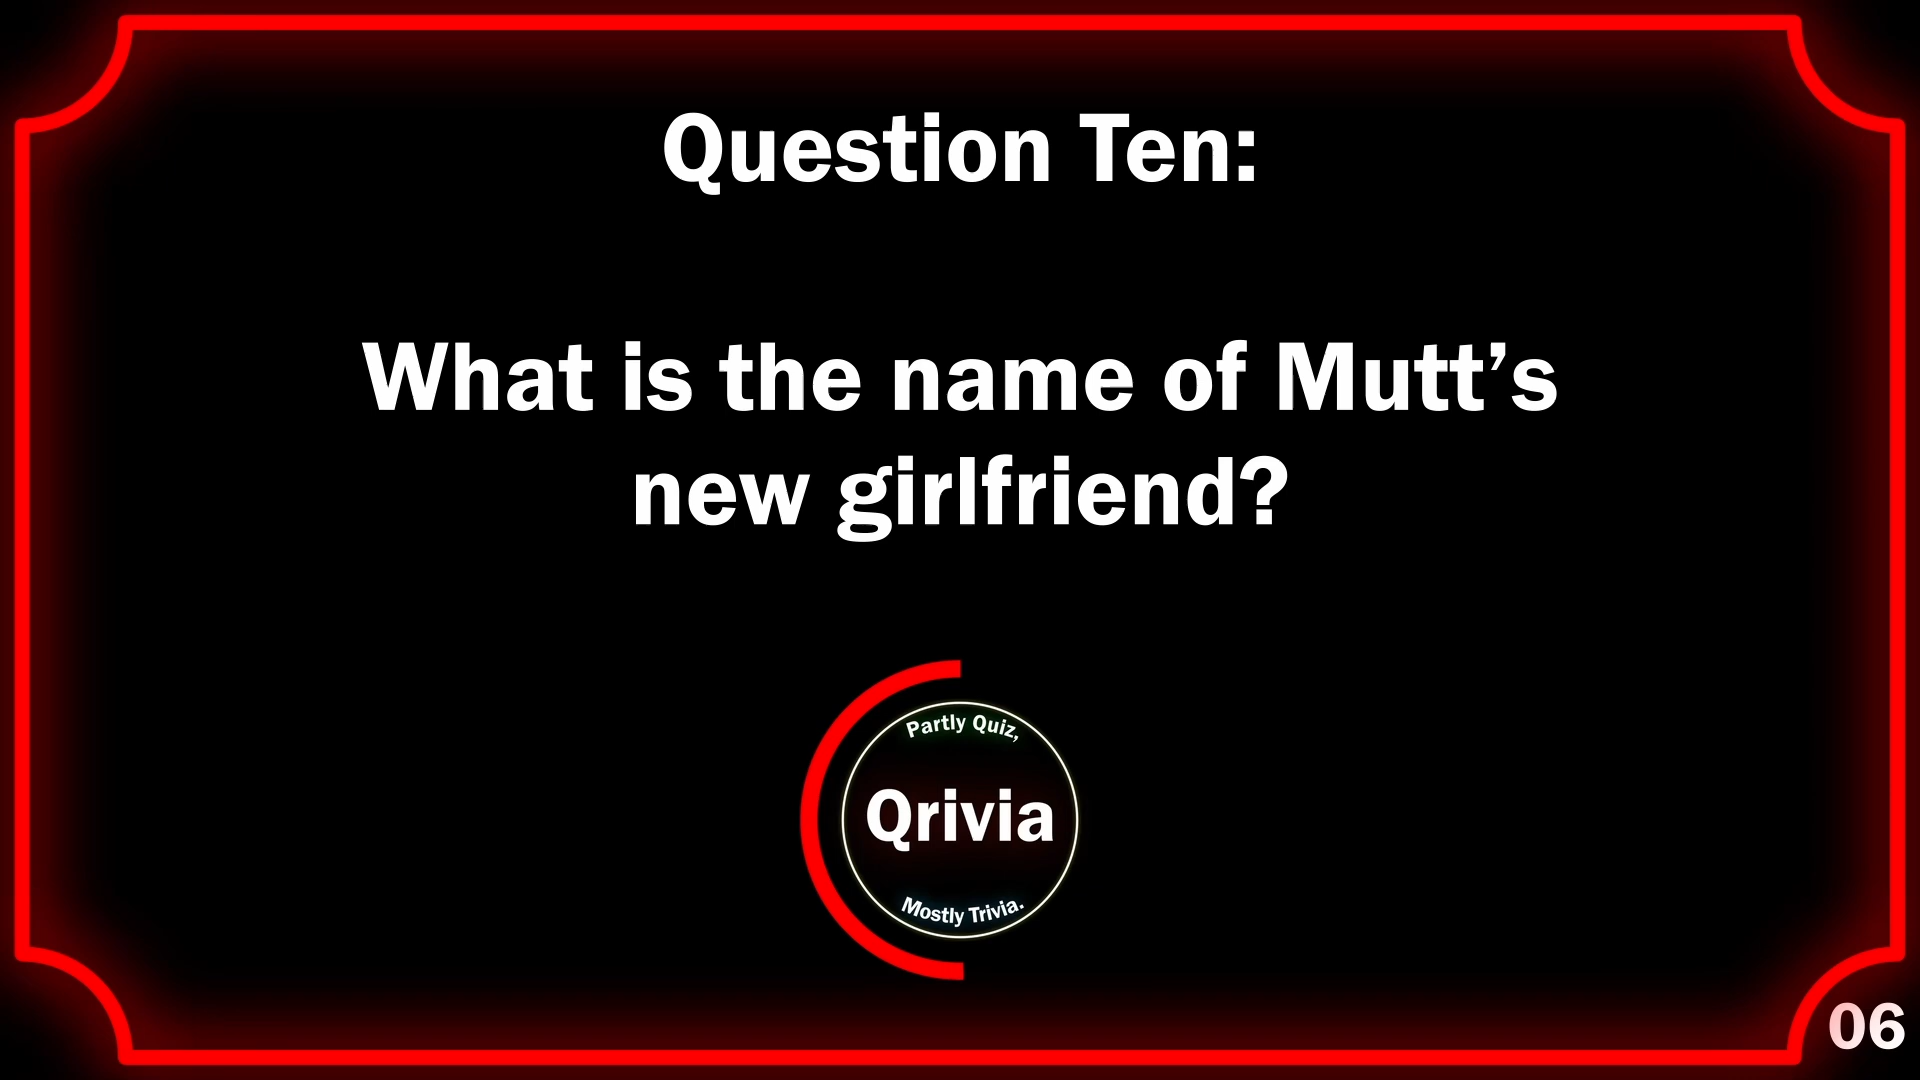 Question Ten:
What is the name of Mutt’s
new girlfriend?
Partly Quiz,
Qrivia
Mostly Trivia.
06